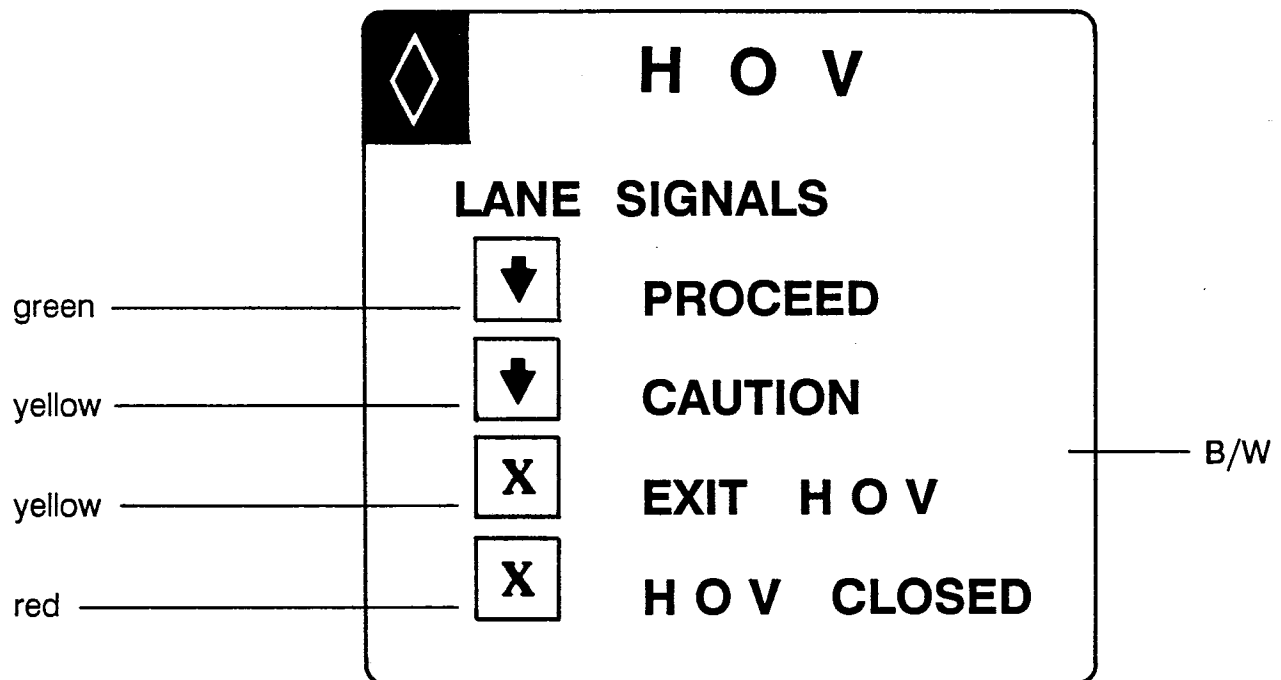 H O V
LANE SIGNALS
green PROCEED
yellow CAUTION
B/W
yellow X EXIT H O V
red X H O V CLOSED